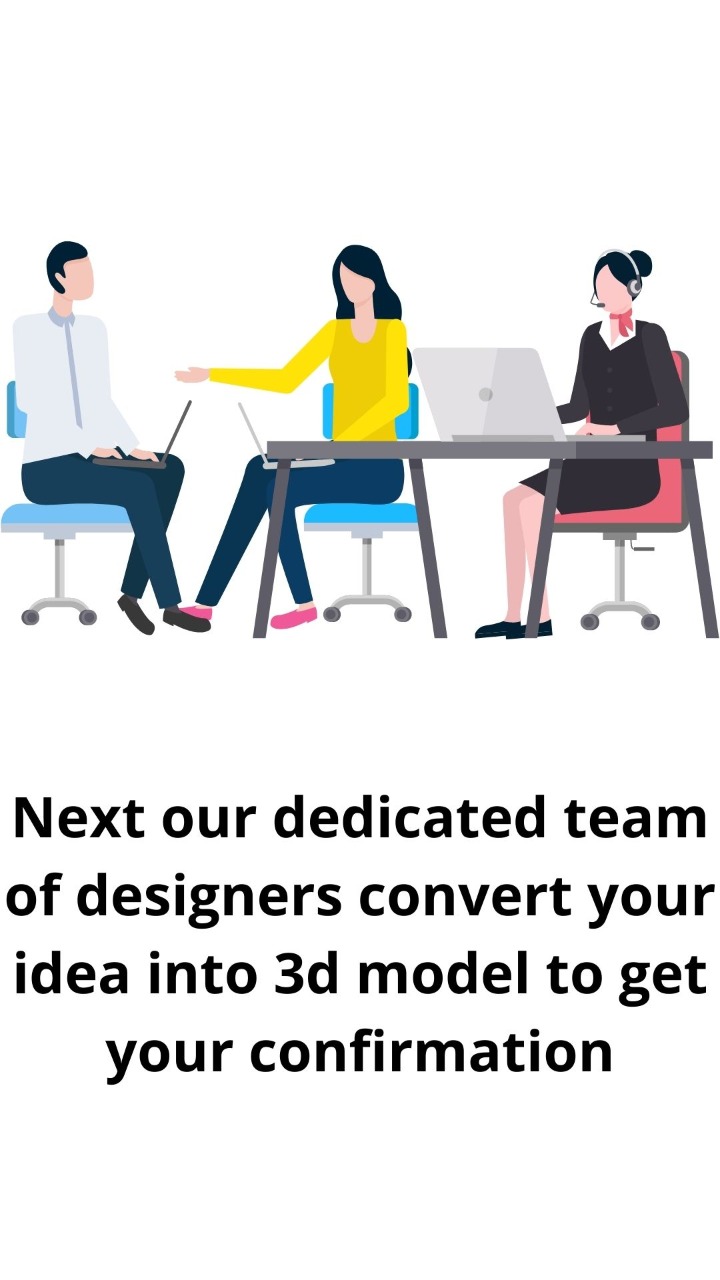 Next our dedicated team
of designers convert your
idea into 3d model to get
your confirmation